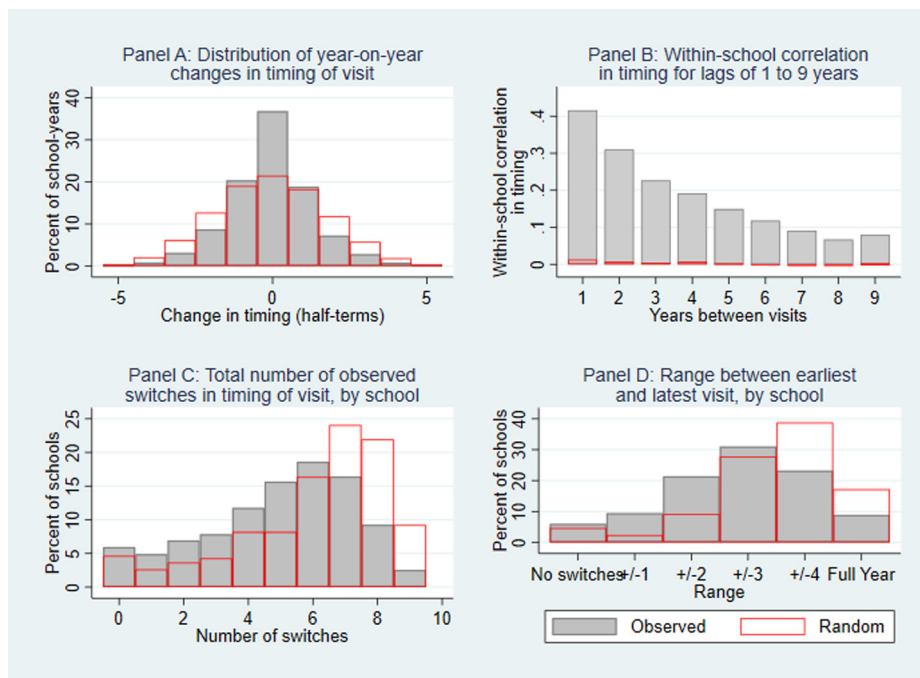 Panel A: Distribution of year-on-year
changes in timing of visit
Percent of school-years
0 10 20 30 40
-5 0 5
Change in timing (half-terms)
Panel B: Within-school correlation
in timing for lags of 1 to 9 years
Within-school correlation
in timing
0 .1 .2 .3 .4
1 2 3 4 5 6 7 8 9
Years between visits
Panel C: Total number of observed
switches in timing of visit, by school
Percent of schools
0 5 10 15 20 25
0 2 4 6 8 10
Number of switches
Panel D: Range between earliest
and latest visit, by school
Percent of schools
0 10 20 30 40
No switches +/-1 +/-2 +/-3 +/-4 Full Year
Range
Observed Random